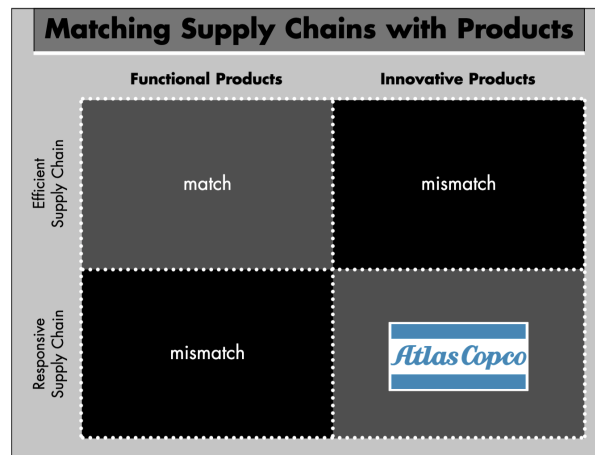 Matching Supply Chains with Products
Functional Products
Innovative Products
Efficient
Supply Chain
match
mismatch
Responsive
Supply Chain
mismatch
Atlas Copco